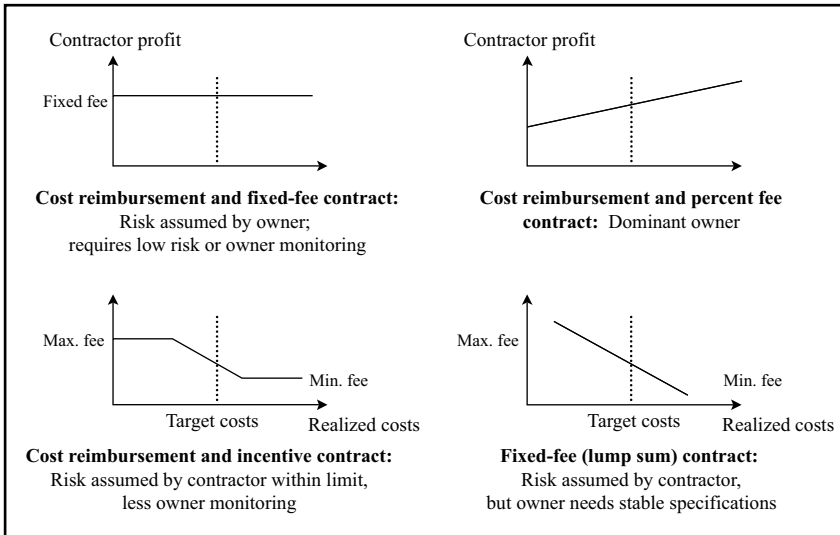 Contractor profit
Fixed fee
Cost reimbursement and fixed-fee contract:
Risk assumed by owner;
requires low risk or owner monitoring
Contractor profit
Cost reimbursement and percent fee
contract: Dominant owner
Max. fee
Min. fee
Target costs
Realized costs
Cost reimbursement and incentive contract:
Risk assumed by contractor within limit,
less owner monitoring
Max. fee
Min. fee
Target costs
Realized costs
Fixed-fee (lump sum) contract:
Risk assumed by contractor,
but owner needs stable specifications